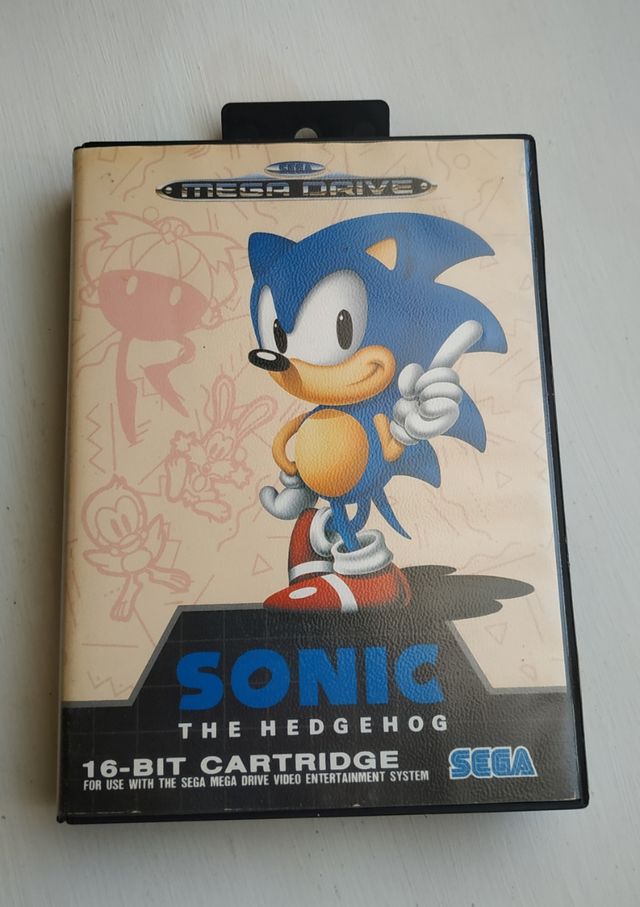 SEGA
MEGA DRIVE
SONIC
THE HEDGEHOG
16-BIT CARTRIDGE
FOR USE WITH THE SEGA MEGA DRIVE VIDEO ENTERTAINMENT SYSTEM
SEGA